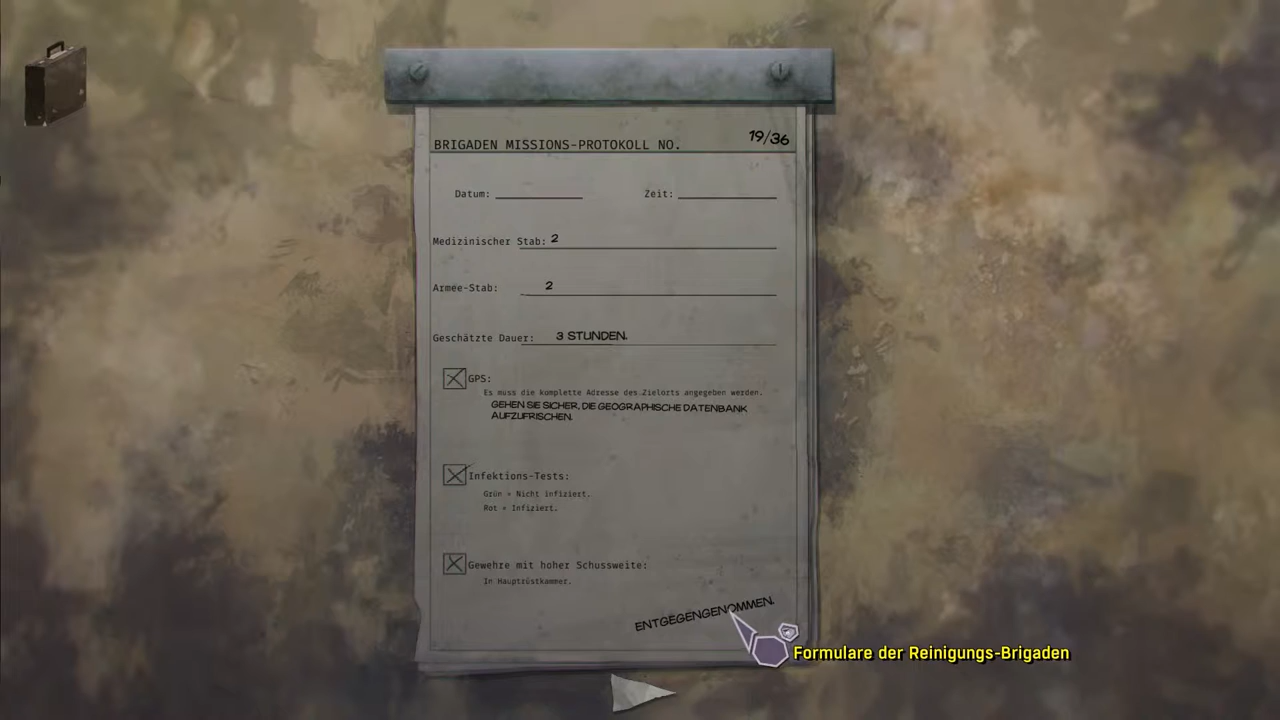 BRIGADEN MISSIONS-PROTOKOLL NO. 19/36
Datum: Zeit:
Medizinischer Stab: 2
Armee-Stab: 2
Geschätzte Dauer: 3 STUNDEN.
GPS:
Es muss die komplette Adresse des Zielorts angegeben werden.
GEHEN SIE SICHER, DIE GEOGRAPHISCHE DATENBANK
AUFZUFRISCHEN.
Infektions-Tests:
Grün = Nicht infiziert.
Rot = Infiziert.
Gewehre mit hoher Schussweite:
In Hauptrüstkammer.
ENTGEGENGENOMMEN.
Formulare der Reinigungs-Brigaden